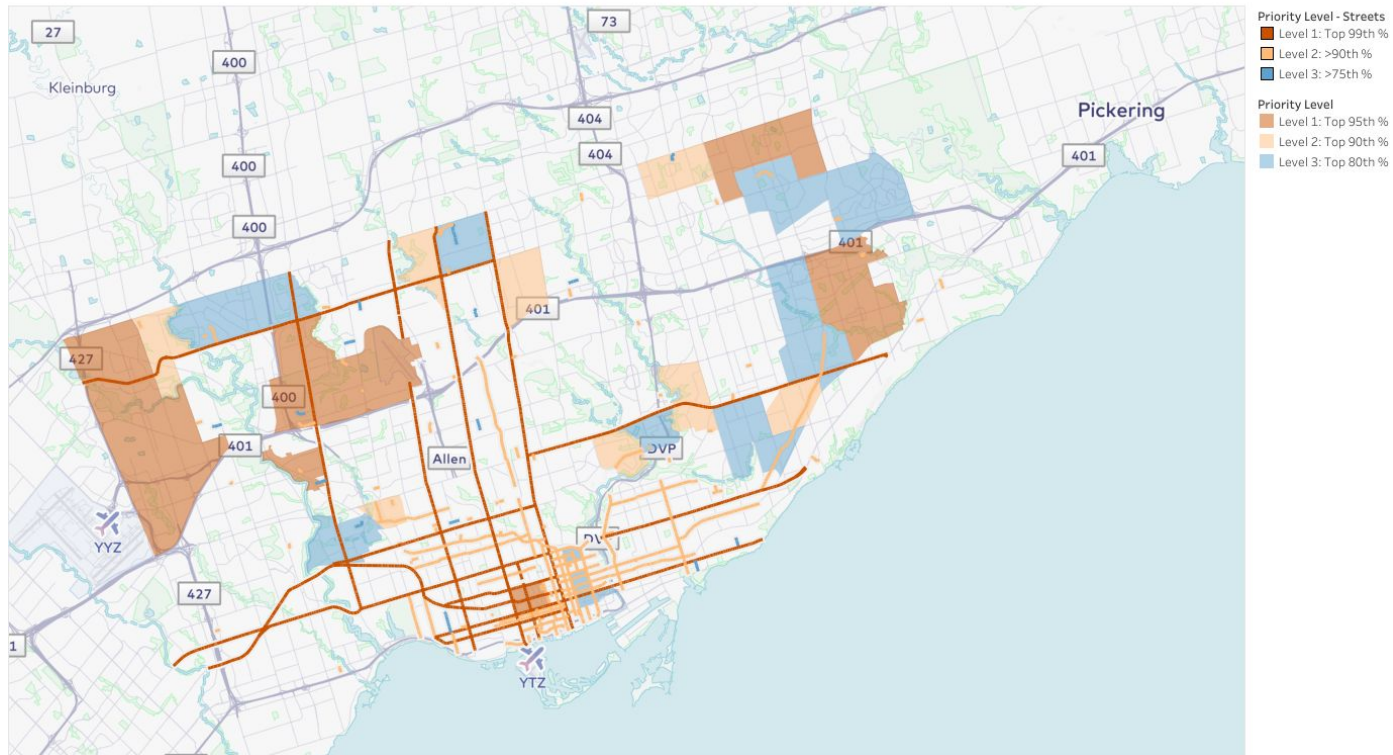 27
73
400
Kleinburg
404
Pickering
404
401
400
400
401
401
427
400
401
Allen
DVP
YYZ
DV
427
1
YTZ
Priority Level - Streets
Level 1: Top 99th %
Level 2: >90th %
Level 3: >75th %
Priority Level
Level 1: Top 95th %
Level 2: Top 90th %
Level 3: Top 80th %